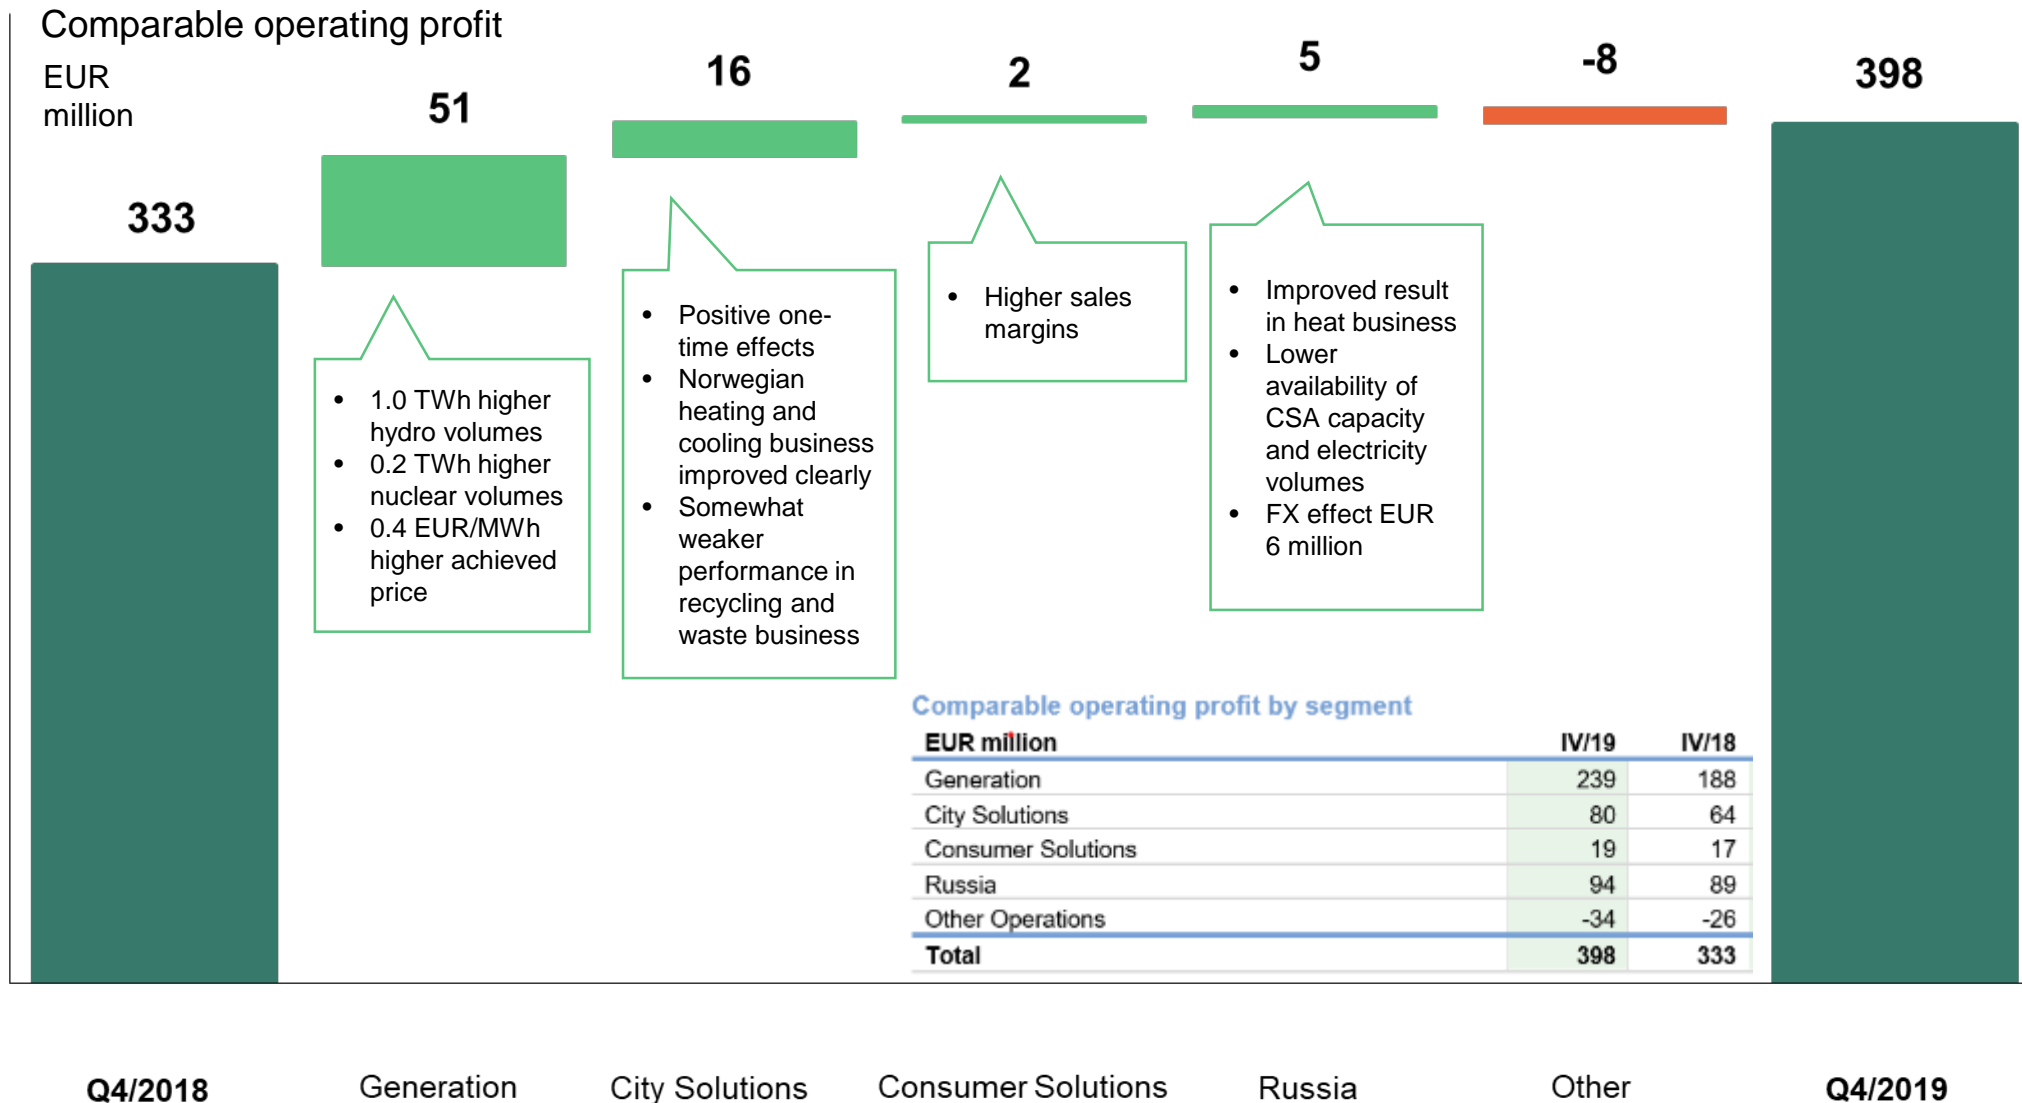 Comparable operating profit
EUR
million
333
51
16
2
5
-8
398
• 1.0 TWh higher
hydro volumes
• 0.2 TWh higher
nuclear volumes
• 0.4 EUR/MWh
higher achieved
price
• Positive one-
time effects
• Norwegian
heating and
cooling business
improved clearly
• Somewhat
weaker
performance in
recycling and
waste business
• Higher sales
margins
• Improved result
in heat business
• Lower
availability of
CSA capacity
and electricity
volumes
• FX effect EUR
6 million
Comparable operating profit by segment
EUR million IV/19 IV/18
Generation 239 188
City Solutions 80 64
Consumer Solutions 19 17
Russia 94 89
Other Operations -34 -26
Total 398 333
Q4/2018 Generation City Solutions Consumer Solutions Russia Other Q4/2019